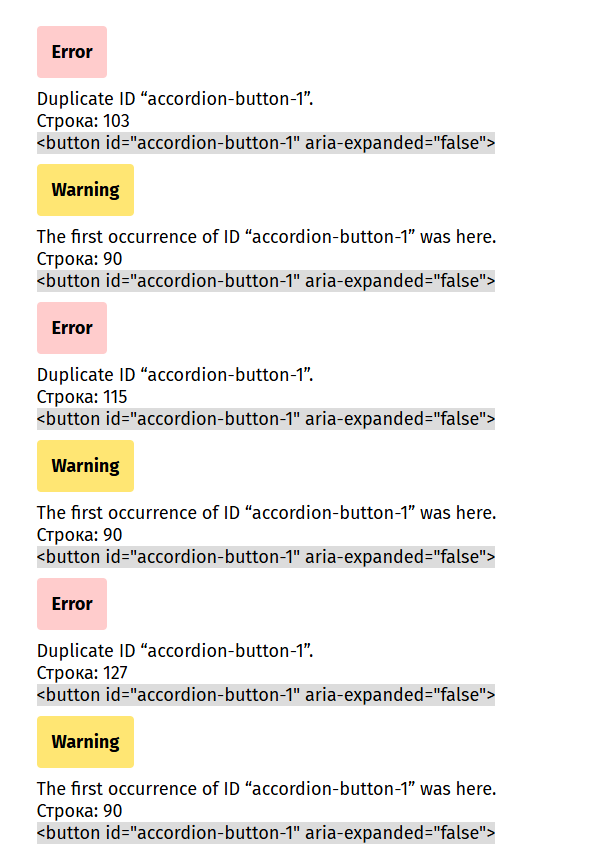 Error
Duplicate ID “accordion-button-1”.
Строка: 103
<button id="accordion-button-1" aria-expanded="false">
Warning
The first occurrence of ID “accordion-button-1” was here.
Строка: 90
<button id="accordion-button-1" aria-expanded="false">
Error
Duplicate ID “accordion-button-1”.
Строка: 115
<button id="accordion-button-1" aria-expanded="false">
Warning
The first occurrence of ID “accordion-button-1” was here.
Строка: 90
<button id="accordion-button-1" aria-expanded="false">
Error
Duplicate ID “accordion-button-1”.
Строка: 127
<button id="accordion-button-1" aria-expanded="false">
Warning
The first occurrence of ID “accordion-button-1” was here.
Строка: 90
<button id="accordion-button-1" aria-expanded="false">